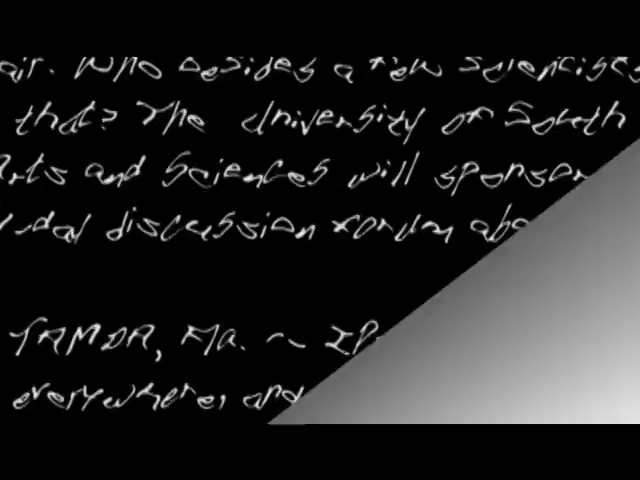 air. Who besides a few scientists
that? The University of South
Arts and Sciences will sponsor
discussion forum
TAMPA, Fla. ~
everywhere, and